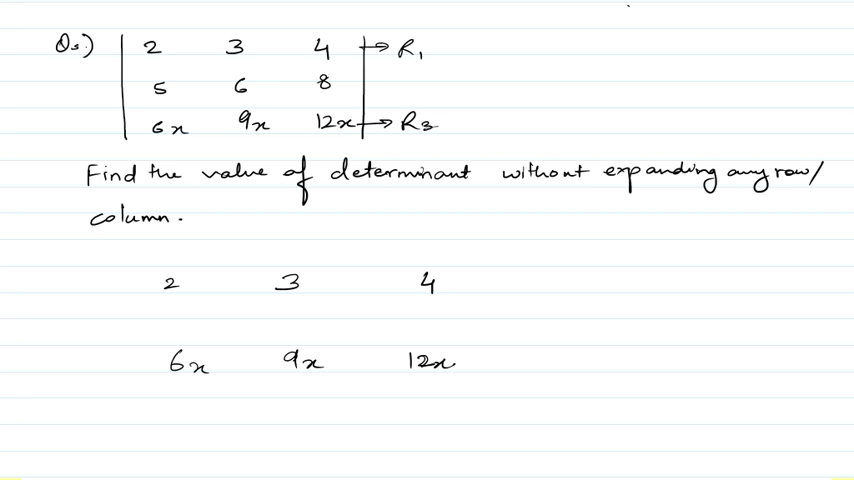 Qs.) 2 3 4 → R₁
5 6 8
6x 9x 12x → R₃
Find the value of determinant without expanding any row/
column.
2 3 4
6x 9x 12x